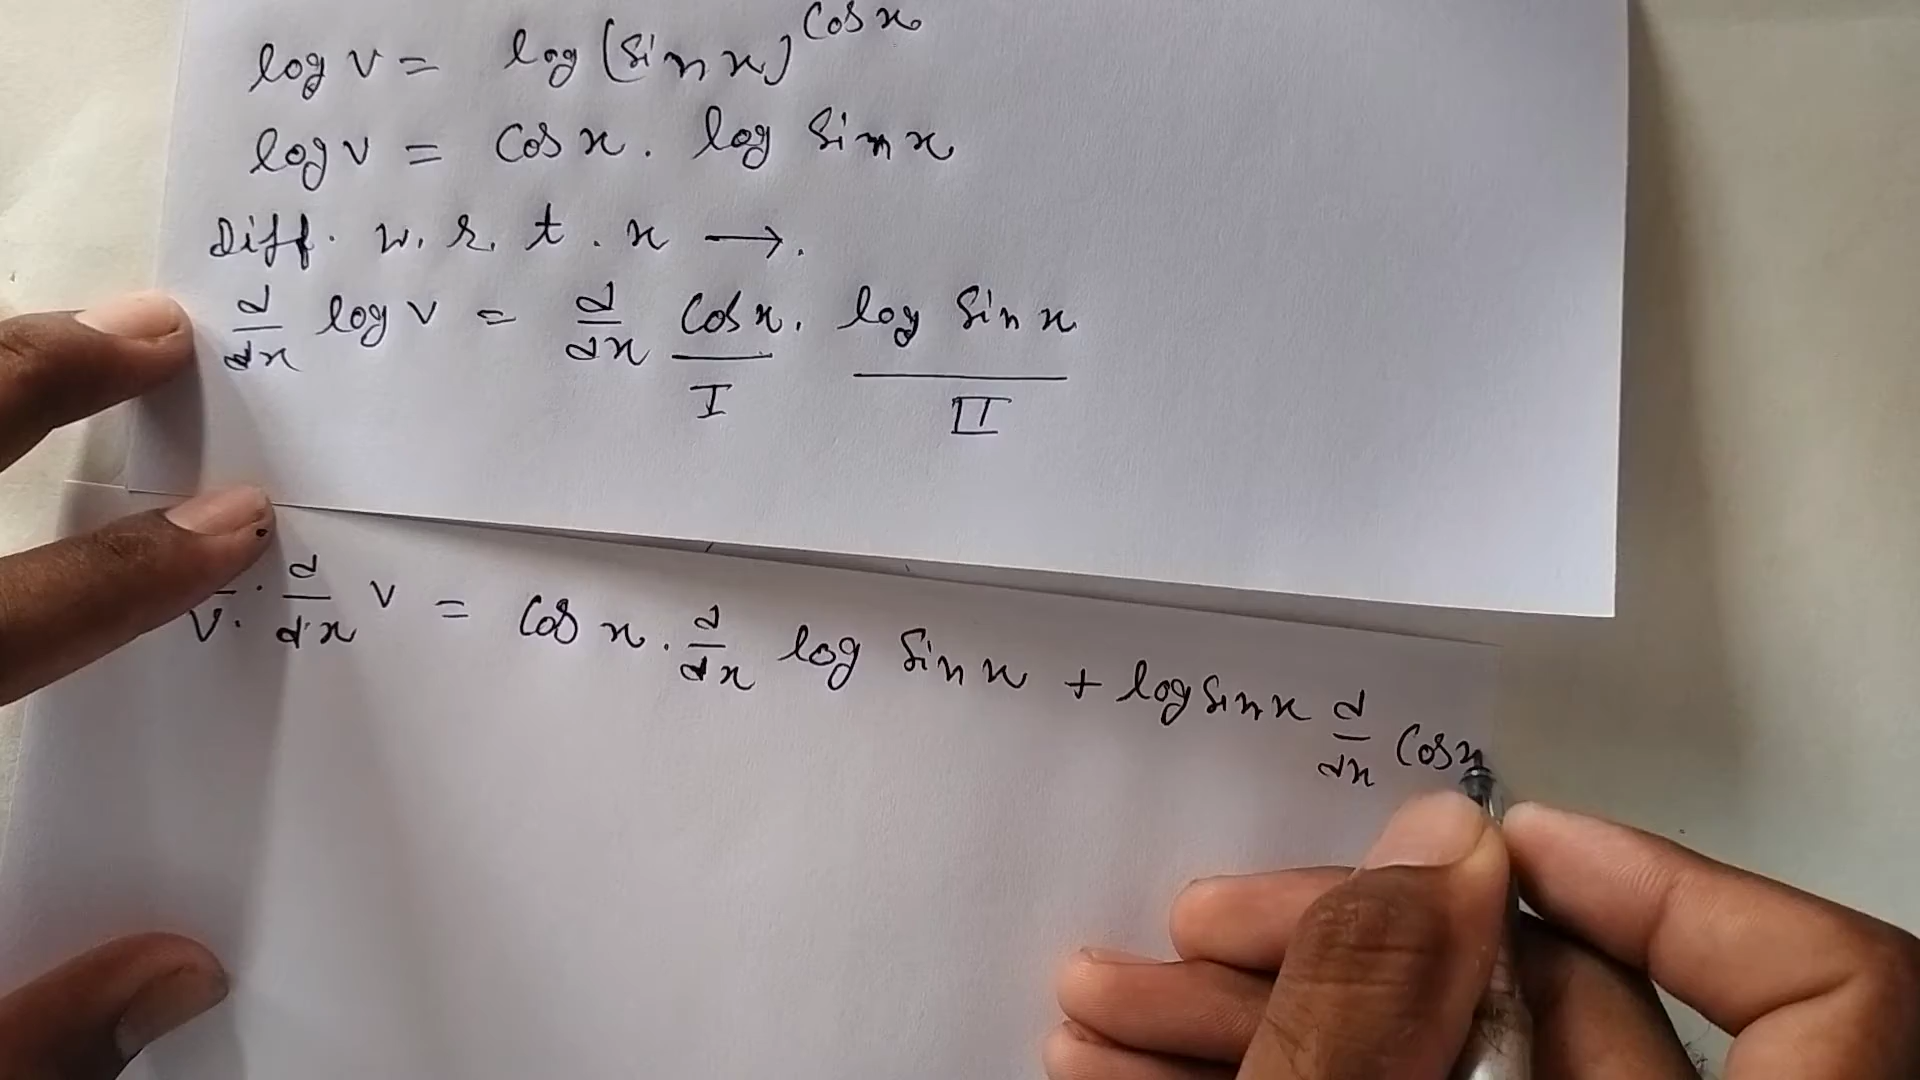 log v = log (Sin x)^Cos x
log v = Cos x . log Sin x
Diff. w. r. t. x →.
d/dx log v = d/dx Cos x . log Sin x
I II
v . d/dx v = Cos x . d/dx log Sin x + log Sin x d/dx Cos x